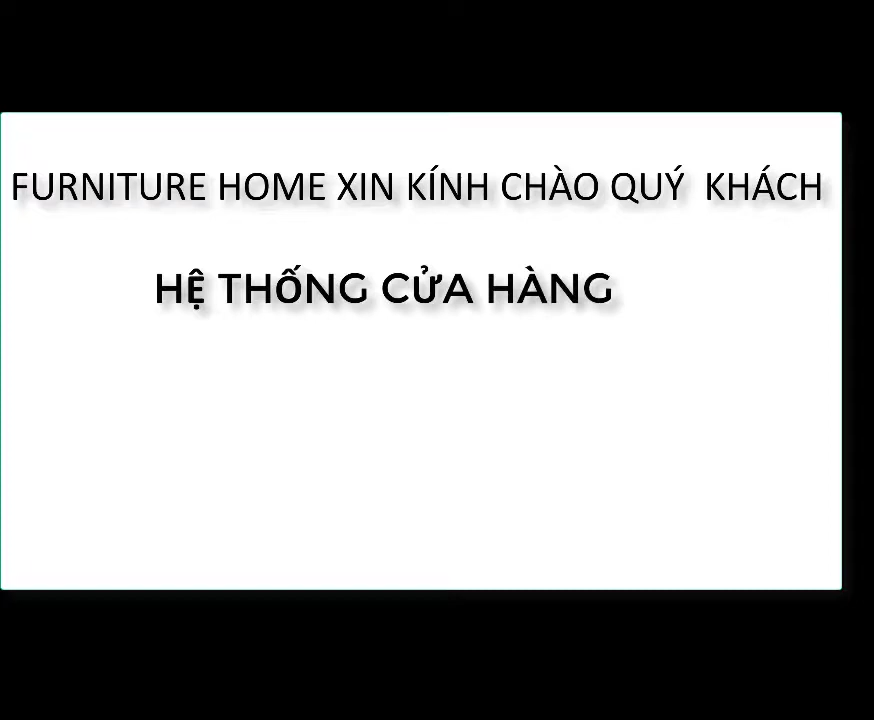 FURNITURE HOME XIN KÍNH CHÀO QUÝ KHÁCH
HỆ THỐNG CỬA HÀNG